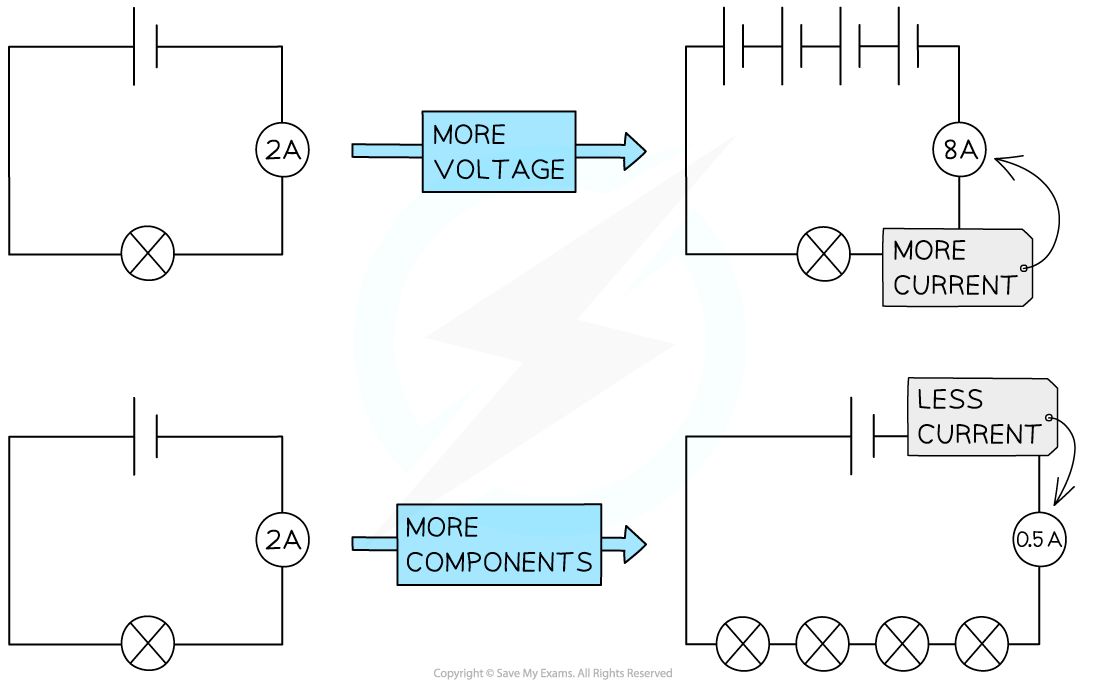 2A
MORE
VOLTAGE
8A
MORE
CURRENT
2A
MORE
COMPONENTS
LESS
CURRENT
0.5 A
Copyright © Save My Exams. All Rights Reserved